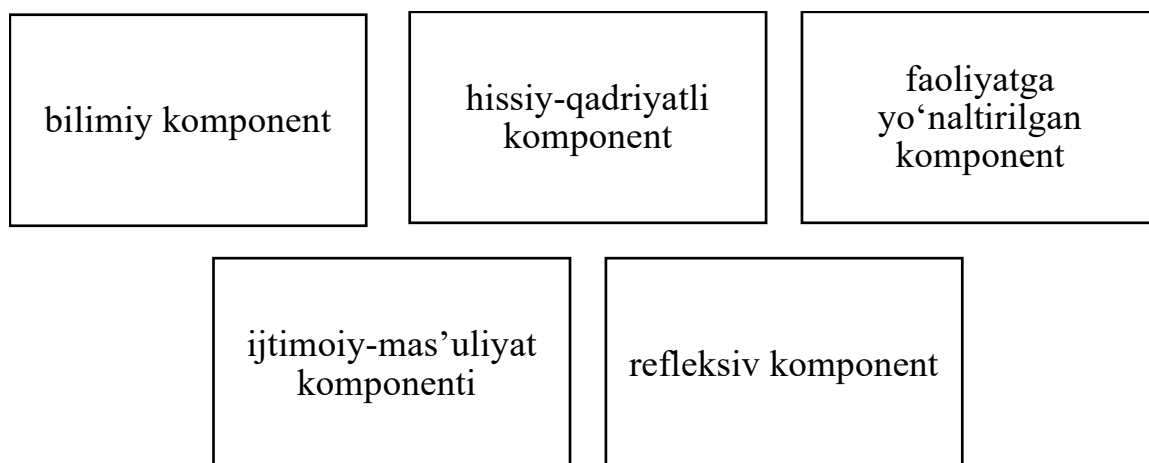 bilimiy komponent
hissiy-qadriyatli
komponent
faoliyatga
yo‘naltirilgan
komponent
ijtimoiy-mas’uliyat
komponenti
refleksiv komponent